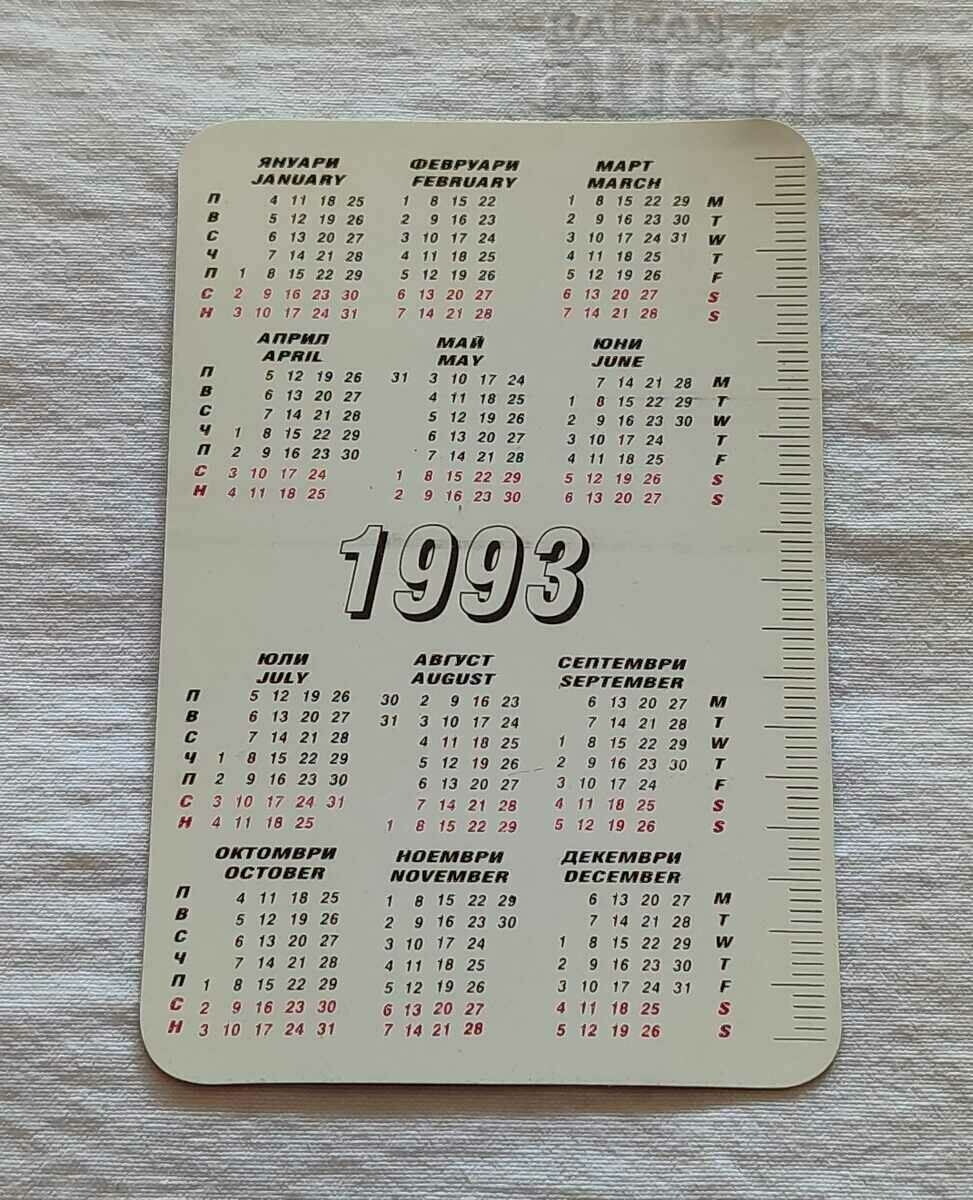 BALKAN
auction
ЯНУАРИ ФЕВРУАРИ МАРТ
JANUARY FEBRUARY MARCH
П 4 11 18 25 1 8 15 22 1 8 15 22 29 M
В 5 12 19 26 2 9 16 23 2 9 16 23 30 T
С 6 13 20 27 3 10 17 24 3 10 17 24 31 W
Ч 7 14 21 28 4 11 18 25 4 11 18 25 T
П 1 8 15 22 29 5 12 19 26 5 12 19 26 F
С 2 9 16 23 30 6 13 20 27 6 13 20 27 S
Н 3 10 17 24 31 7 14 21 28 7 14 21 28 S
АПРИЛ МАЙ ЮНИ
APRIL MAY JUNE
П 5 12 19 26 31 3 10 17 24 7 14 21 28 M
В 6 13 20 27 4 11 18 25 1 8 15 22 29 T
С 7 14 21 28 5 12 19 26 2 9 16 23 30 W
Ч 1 8 15 22 29 6 13 20 27 3 10 17 24 T
П 2 9 16 23 30 7 14 21 28 4 11 18 25 F
С 3 10 17 24 1 8 15 22 29 5 12 19 26 S
Н 4 11 18 25 2 9 16 23 30 6 13 20 27 S
1993
ЮЛИ АВГУСТ СЕПТЕМВРИ
JULY AUGUST SEPTEMBER
П 5 12 19 26 30 2 9 16 23 6 13 20 27 M
В 6 13 20 27 31 3 10 17 24 7 14 21 28 T
С 7 14 21 28 4 11 18 25 1 8 15 22 29 W
Ч 1 8 15 22 29 5 12 19 26 2 9 16 23 30 T
П 2 9 16 23 30 6 13 20 27 3 10 17 24 F
С 3 10 17 24 31 7 14 21 28 4 11 18 25 S
Н 4 11 18 25 1 8 15 22 29 5 12 19 26 S
ОКТОМВРИ НОЕМВРИ ДЕКЕМВРИ
OCTOBER NOVEMBER DECEMBER
П 4 11 18 25 1 8 15 22 29 6 13 20 27 M
В 5 12 19 26 2 9 16 23 30 7 14 21 28 T
С 6 13 20 27 3 10 17 24 1 8 15 22 29 W
Ч 7 14 21 28 4 11 18 25 2 9 16 23 30 T
П 1 8 15 22 29 5 12 19 26 3 10 17 24 31 F
С 2 9 16 23 30 6 13 20 27 4 11 18 25 S
Н 3 10 17 24 31 7 14 21 28 5 12 19 26 S